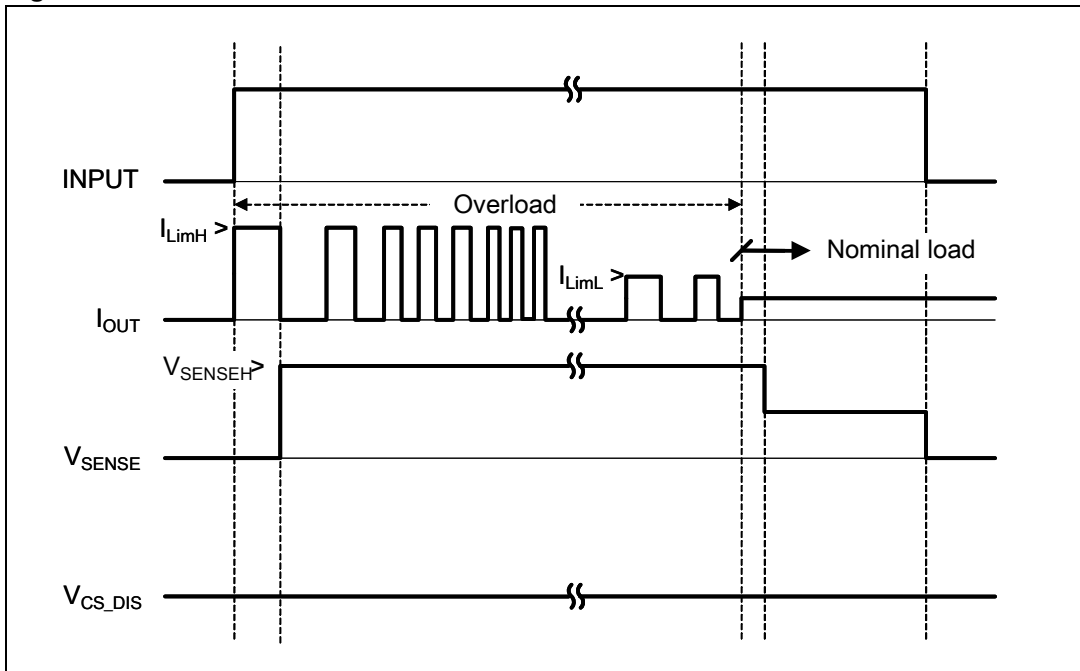 INPUT
Overload
I_LimH >
Nominal load
I_LimL >
I_OUT
V_SENSEH>
V_SENSE
V_CS_DIS